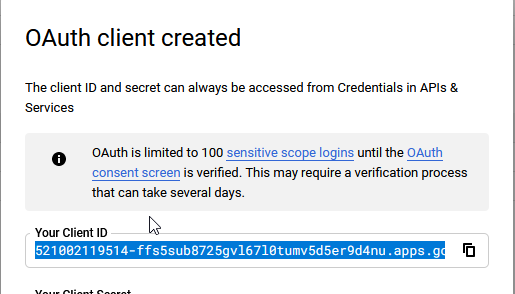 OAuth client created
The client ID and secret can always be accessed from Credentials in APIs &
Services
OAuth is limited to 100 sensitive scope logins until the OAuth
consent screen is verified. This may require a verification process
that can take several days.
Your Client ID
521002119514-ffs5sub8725gvl67l0tumv5d5er9d4nu.apps.gc
Your Client Secret